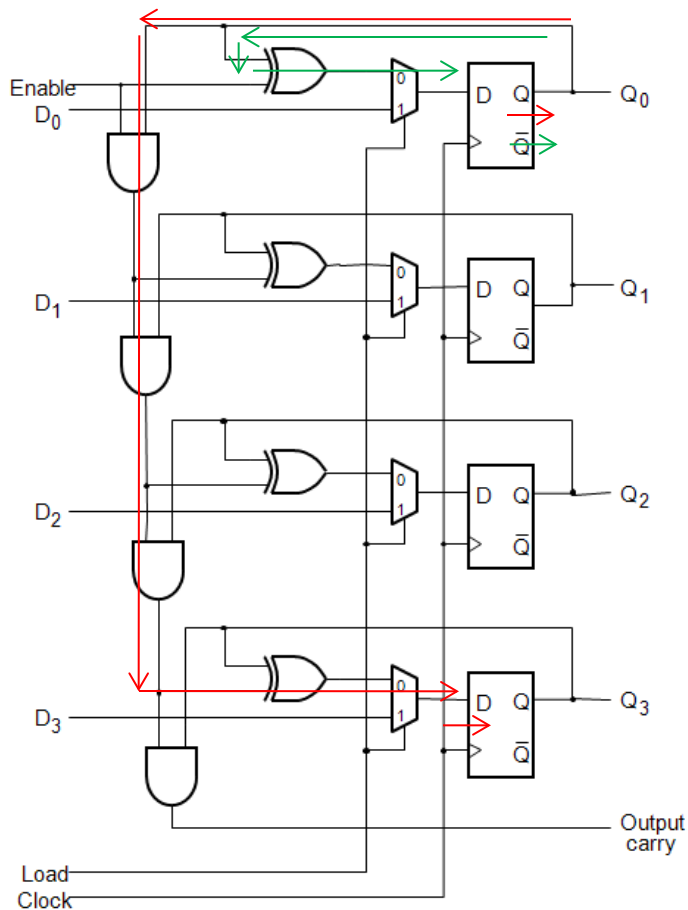 Enable
D0
0
1
D
Q
Q̅
Q0
D1
0
1
D
Q
Q̅
Q1
D2
0
1
D
Q
Q̅
Q2
D3
0
1
D
Q
Q̅
Q3
Output
carry
Load
Clock